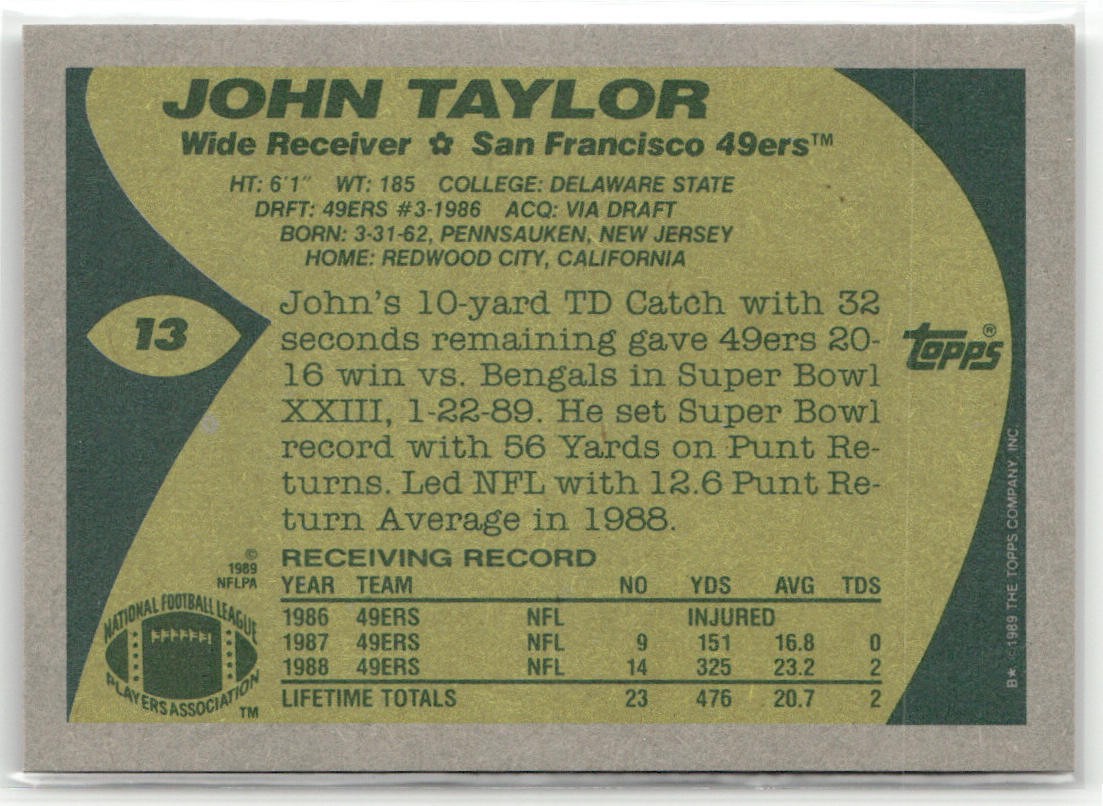 JOHN TAYLOR
Wide Receiver ✿ San Francisco 49ers™
HT: 6'1" WT: 185 COLLEGE: DELAWARE STATE
DRFT: 49ERS #3-1986 ACQ: VIA DRAFT
BORN: 3-31-62, PENNSAUKEN, NEW JERSEY
HOME: REDWOOD CITY, CALIFORNIA
13
John's 10-yard TD Catch with 32
seconds remaining gave 49ers 20-
16 win vs. Bengals in Super Bowl
XXIII, 1-22-89. He set Super Bowl
record with 56 Yards on Punt Re-
turns. Led NFL with 12.6 Punt Re-
turn Average in 1988.
topps®
RECEIVING RECORD
YEAR TEAM NO YDS AVG TDS
1986 49ERS NFL INJURED
1987 49ERS NFL 9 151 16.8 0
1988 49ERS NFL 14 325 23.2 2
LIFETIME TOTALS 23 476 20.7 2
©
1989
NFLPA
NATIONAL FOOTBALL LEAGUE
PLAYERS ASSOCIATION
TM
B★ ©1989 THE TOPPS COMPANY, INC.